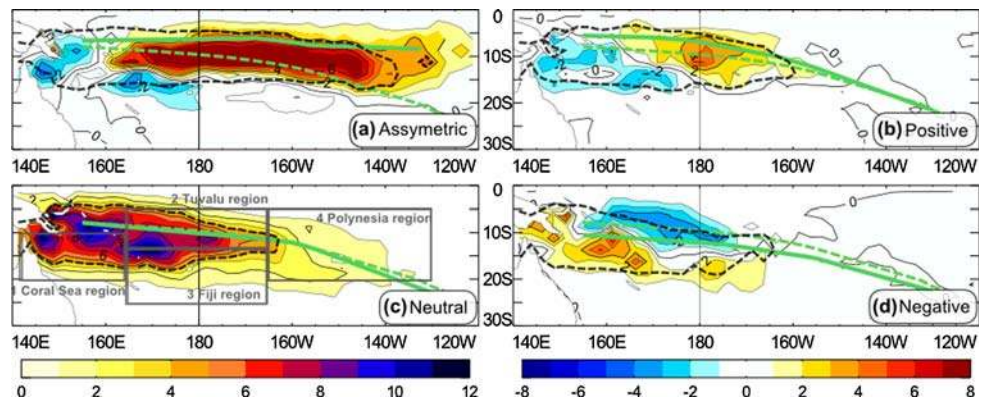 0
10S
20S
30S
(a) Assymetric
(b) Positive
140E 160E 180 160W 140W 120W
140E 160E 180 160W 140W 120W
2 Tuvalu region
4 Polynesia region
1 Coral Sea region
3 Fiji region
(c) Neutral
0
10S
20S
30S
(d) Negative
140E 160E 180 160W 140W 120W
140E 160E 180 160W 140W 120W
0 2 4 6 8 10 12
-8 -6 -4 -2 0 2 4 6 8